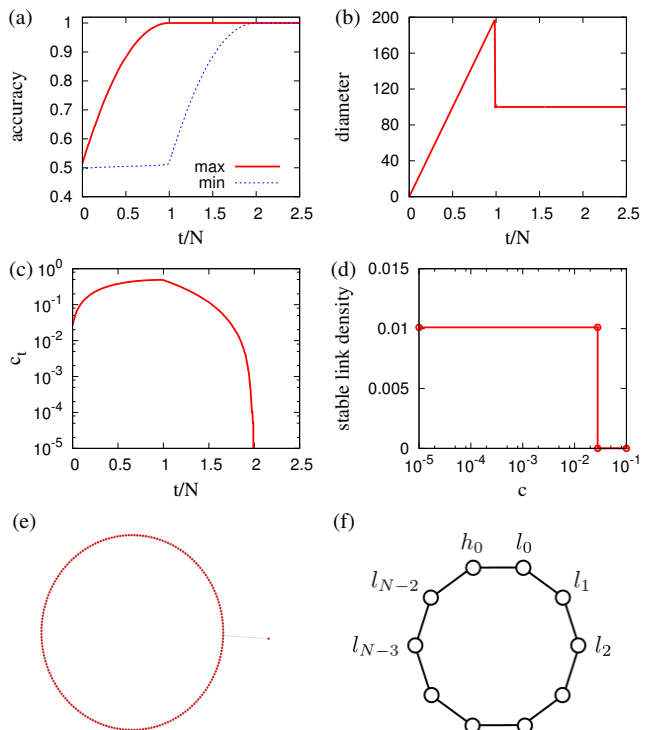 (a)
accuracy
1
0.9
0.8
0.7
0.6
0.5
0.4
max
min
0 0.5 1 1.5 2 2.5
t/N
(b)
diameter
200
160
120
80
40
0
0 0.5 1 1.5 2 2.5
t/N
(c)
c_t
10^0
10^-1
10^-2
10^-3
10^-4
10^-5
0 0.5 1 1.5 2 2.5
t/N
(d)
stable link density
0.015
0.01
0.005
0
10^-5 10^-4 10^-3 10^-2 10^-1
c
(e)
(f)
h_0 l_0
l_{N-2} l_1
l_{N-3} l_2